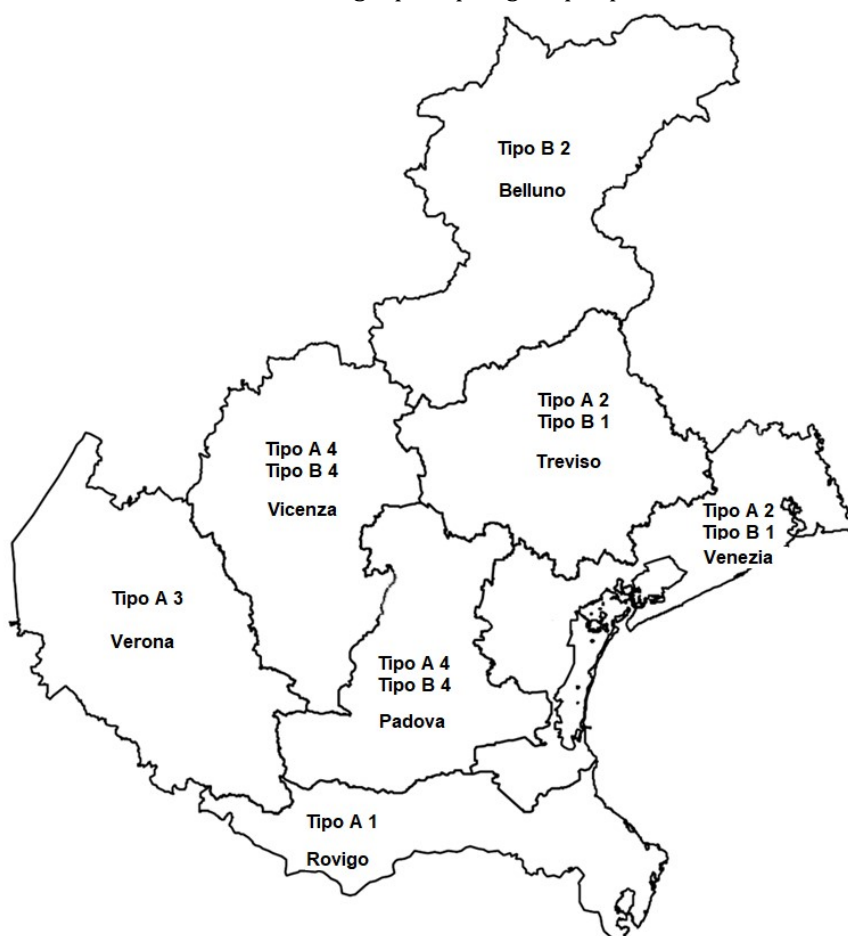 Tipo B 2
Belluno
Tipo A 2
Tipo B 1
Treviso
Tipo A 4
Tipo B 4
Vicenza
Tipo A 2
Tipo B 1
Venezia
Tipo A 3
Verona
Tipo A 4
Tipo B 4
Padova
Tipo A 1
Rovigo